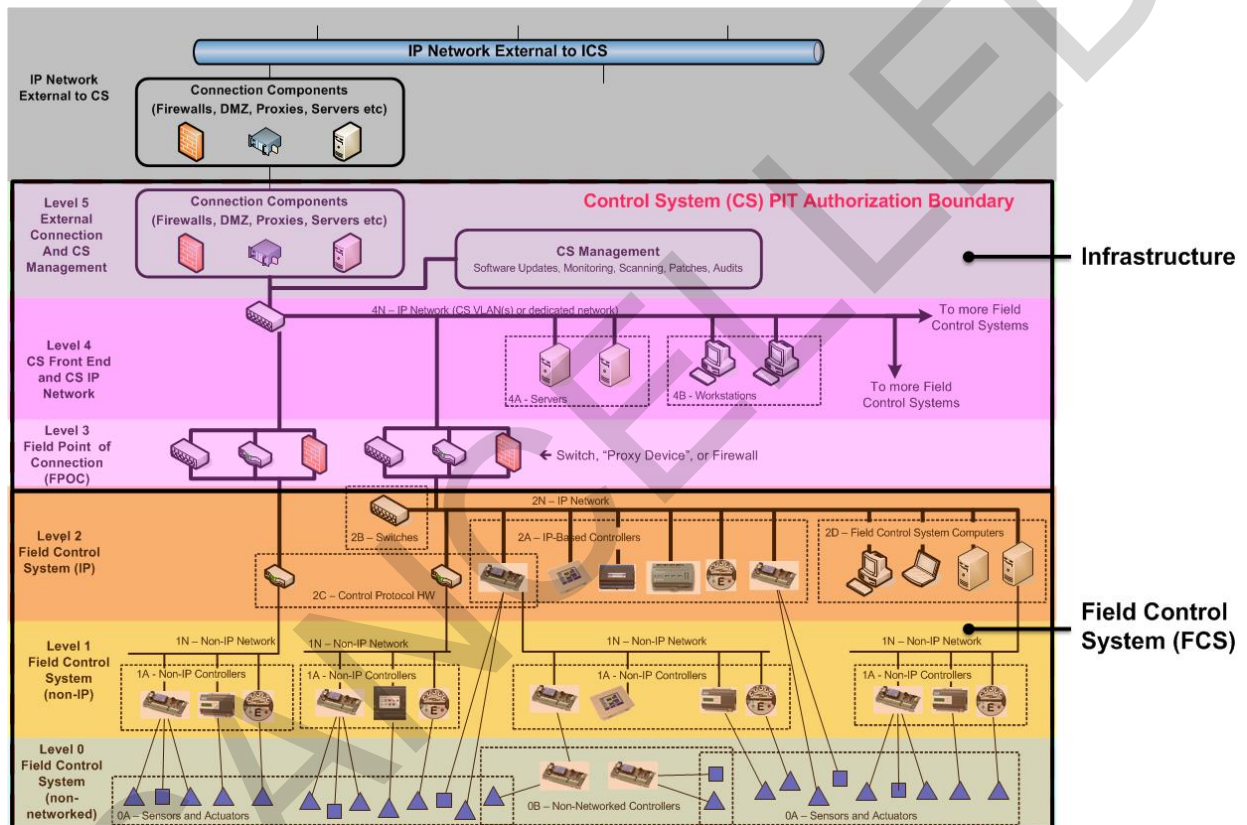 IP Network External to ICS
IP Network
External to CS
Connection Components
(Firewalls, DMZ, Proxies, Servers etc)
Level 5
External
Connection
And CS
Management
Connection Components
(Firewalls, DMZ, Proxies, Servers etc)
Control System (CS) PIT Authorization Boundary
CS Management
Software Updates, Monitoring, Scanning, Patches, Audits
Infrastructure
4N – IP Network (CS VLAN(s) or dedicated network)
To more Field
Control Systems
Level 4
CS Front End
and CS IP
Network
4A - Servers
4B - Workstations
To more Field
Control Systems
Level 3
Field Point of
Connection
(FPOC)
Switch, "Proxy Device", or Firewall
2N – IP Network
2B – Switches
2A – IP-Based Controllers
2D – Field Control System Computers
Level 2
Field Control
System (IP)
2C – Control Protocol HW
E
Field Control
System (FCS)
Level 1
Field Control
System
(non-IP)
1N – Non-IP Network
1N – Non-IP Network
1N – Non-IP Network
1N – Non-IP Network
1A - Non-IP Controllers
1A - Non-IP Controllers
1A - Non-IP Controllers
1A - Non-IP Controllers
E
E
E
E
Level 0
Field Control
System
(non-
networked)
0A – Sensors and Actuators
0B – Non-Networked Controllers
0A – Sensors and Actuators
CANCELLED